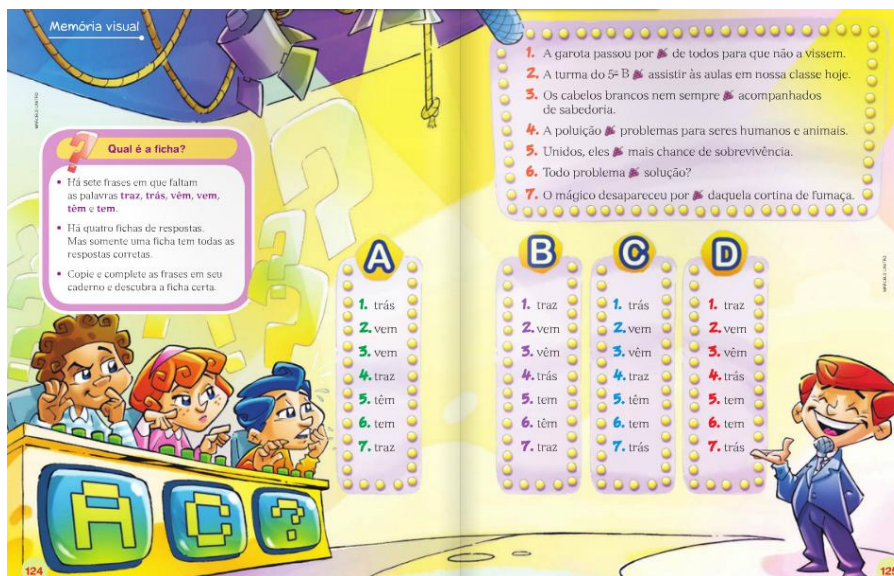 Memória visual
Qual é a ficha?
• Há sete frases em que faltam
as palavras traz, trás, vêm, vem,
têm e tem.
• Há quatro fichas de respostas.
Mas somente uma ficha tem todas as
respostas corretas.
• Copie e complete as frases em seu
caderno e descubra a ficha certa.
A C ?
124
1. A garota passou por de todos para que não a vissem.
2. A turma do 5º B assistir às aulas em nossa classe hoje.
3. Os cabelos brancos nem sempre acompanhados
de sabedoria.
4. A poluição problemas para seres humanos e animais.
5. Unidos, eles mais chance de sobrevivência.
6. Todo problema solução?
7. O mágico desapareceu por daquela cortina de fumaça.
A
1. trás
2. vem
3. vem
4. traz
5. têm
6. tem
7. traz
B
1. traz
2. vem
3. vêm
4. trás
5. tem
6. têm
7. traz
C
1. trás
2. vem
3. vêm
4. traz
5. têm
6. tem
7. trás
D
1. traz
2. vem
3. vêm
4. trás
5. tem
6. tem
7. trás
125